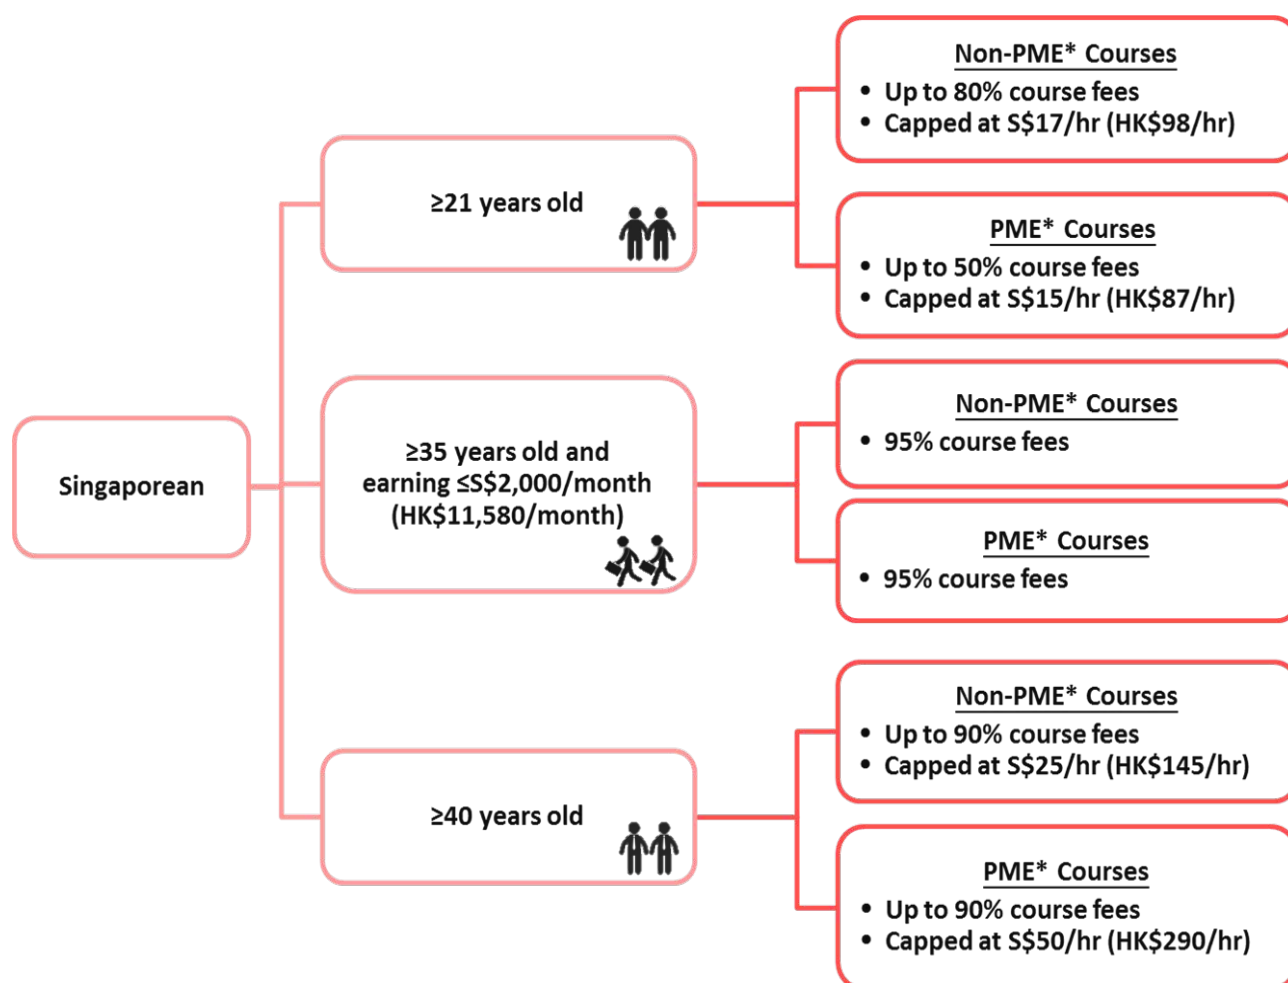 Singaporean
≥21 years old
Non-PME* Courses
• Up to 80% course fees
• Capped at S$17/hr (HK$98/hr)
PME* Courses
• Up to 50% course fees
• Capped at S$15/hr (HK$87/hr)
≥35 years old and
earning ≤S$2,000/month
(HK$11,580/month)
Non-PME* Courses
• 95% course fees
PME* Courses
• 95% course fees
≥40 years old
Non-PME* Courses
• Up to 90% course fees
• Capped at S$25/hr (HK$145/hr)
PME* Courses
• Up to 90% course fees
• Capped at S$50/hr (HK$290/hr)